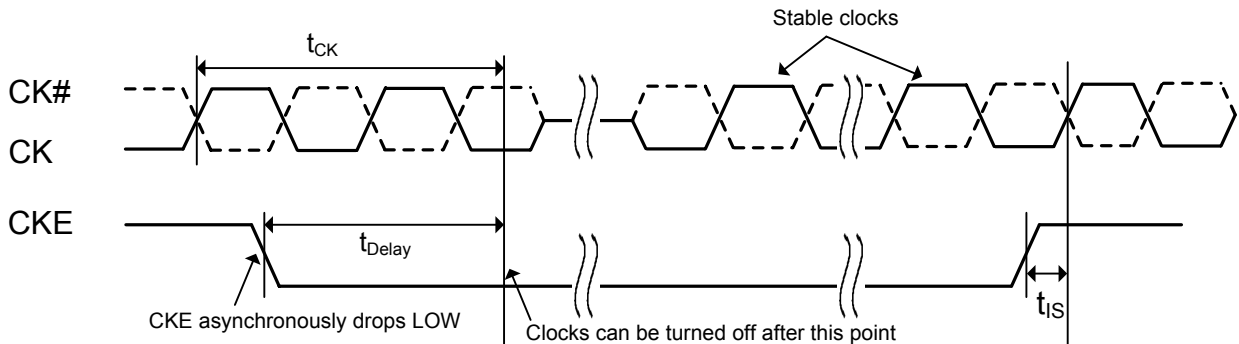 Stable clocks
tCK
CK#
CK
CKE
tDelay
tIS
CKE asynchronously drops LOW
Clocks can be turned off after this point